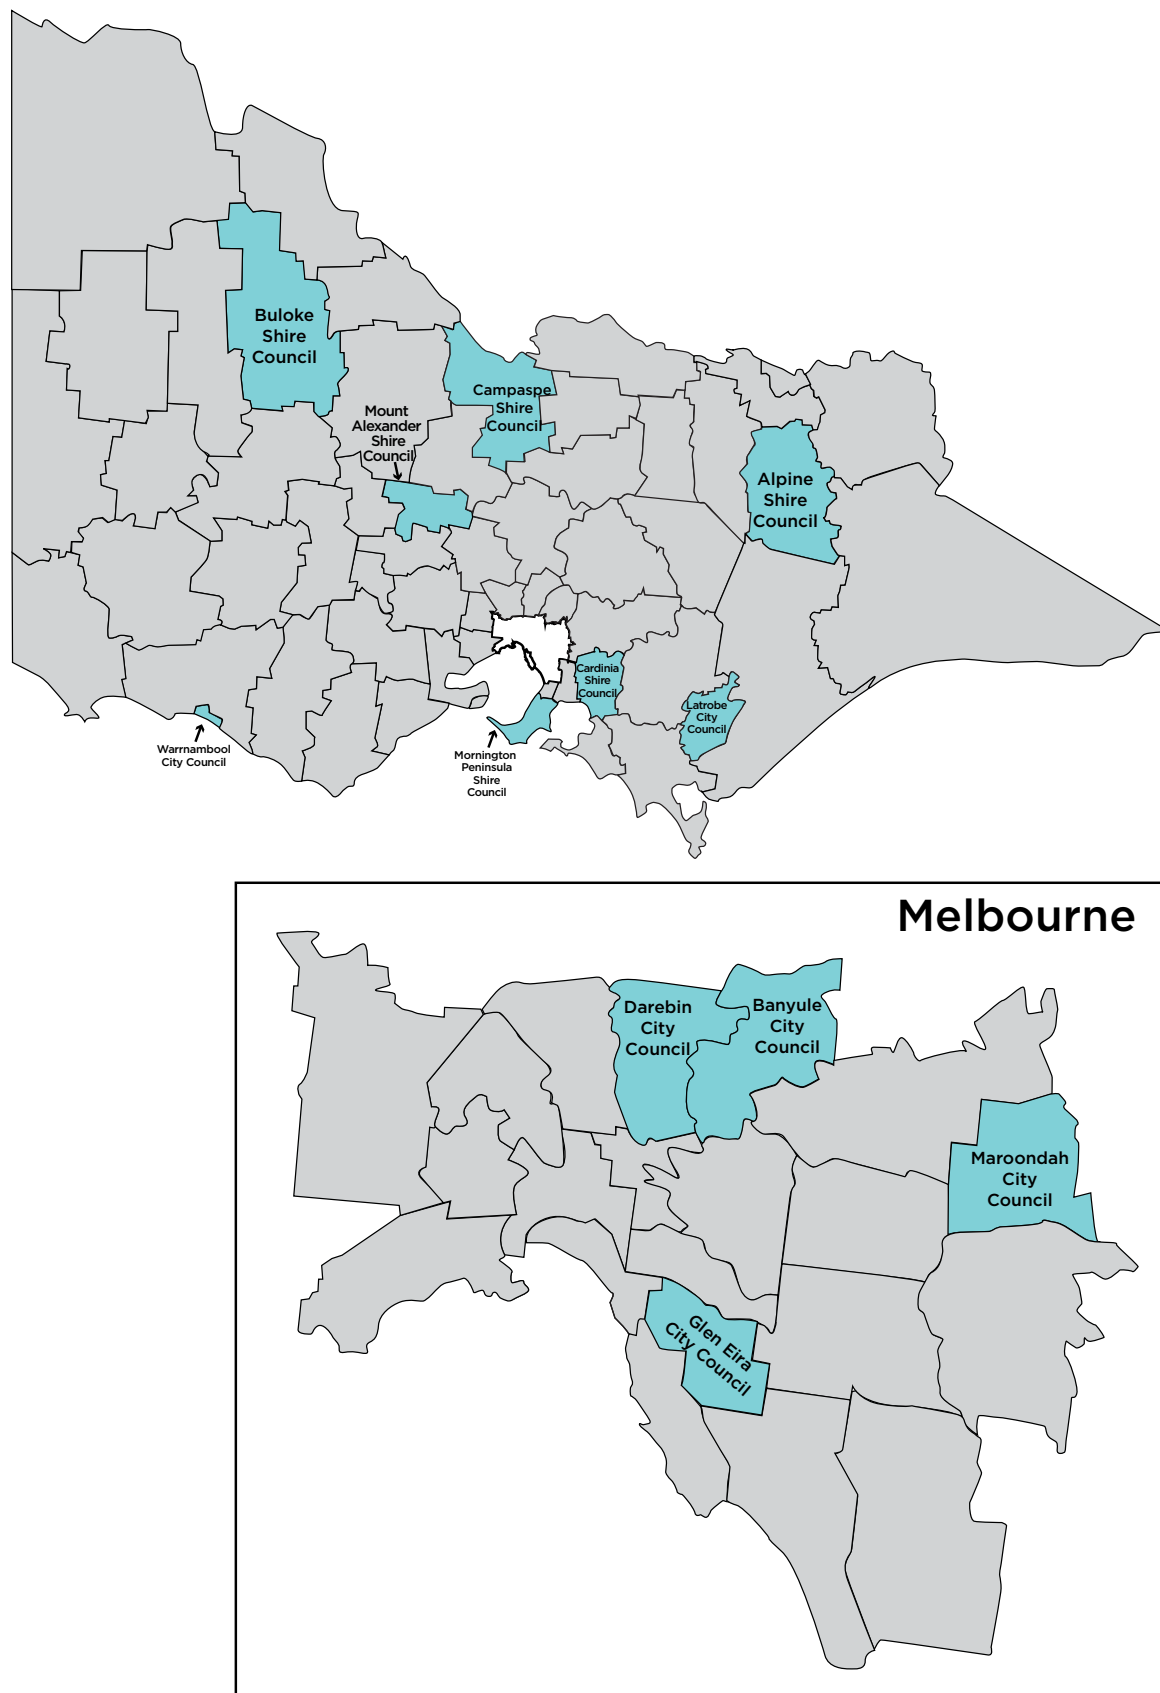 Buloke
Shire
Council
Campaspe
Shire
Council
Mount
Alexander
Shire
Council
Alpine
Shire
Council
Cardinia
Shire
Council
Latrobe
City
Council
Warrnambool
City Council
Mornington
Peninsula
Shire
Council
Melbourne
Darebin
City
Council
Banyule
City
Council
Maroondah
City
Council
Glen Eira
City Council